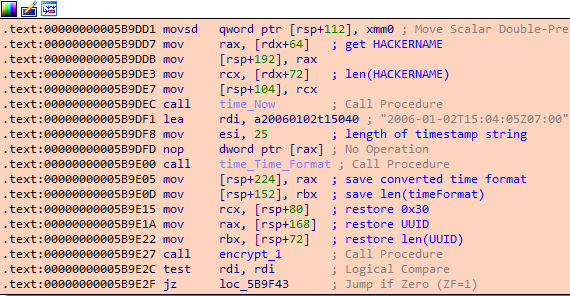 .text:00000000005B9DD1 movsd qword ptr [rsp+112], xmm0 ; Move Scalar Double-Pre
.text:00000000005B9DD7 mov rax, [rdx+64] ; get HACKERNAME
.text:00000000005B9DDB mov [rsp+192], rax
.text:00000000005B9DE3 mov rcx, [rdx+72] ; len(HACKERNAME)
.text:00000000005B9DE7 mov [rsp+104], rcx
.text:00000000005B9DEC call time_Now ; Call Procedure
.text:00000000005B9DF1 lea rdi, a20060102t15040 ; "2006-01-02T15:04:05Z07:00"
.text:00000000005B9DF8 mov esi, 25 ; length of timestamp string
.text:00000000005B9DFD nop dword ptr [rax] ; No Operation
.text:00000000005B9E00 call time_Time_Format ; Call Procedure
.text:00000000005B9E05 mov [rsp+224], rax ; save converted time format
.text:00000000005B9E0D mov [rsp+152], rbx ; save len(timeFormat)
.text:00000000005B9E15 mov rcx, [rsp+80] ; restore 0x30
.text:00000000005B9E1A mov rax, [rsp+168] ; restore UUID
.text:00000000005B9E22 mov rbx, [rsp+72] ; restore len(UUID)
.text:00000000005B9E27 call encrypt_1 ; Call Procedure
.text:00000000005B9E2C test rdi, rdi ; Logical Compare
.text:00000000005B9E2F jz loc_5B9F43 ; Jump if Zero (ZF=1)